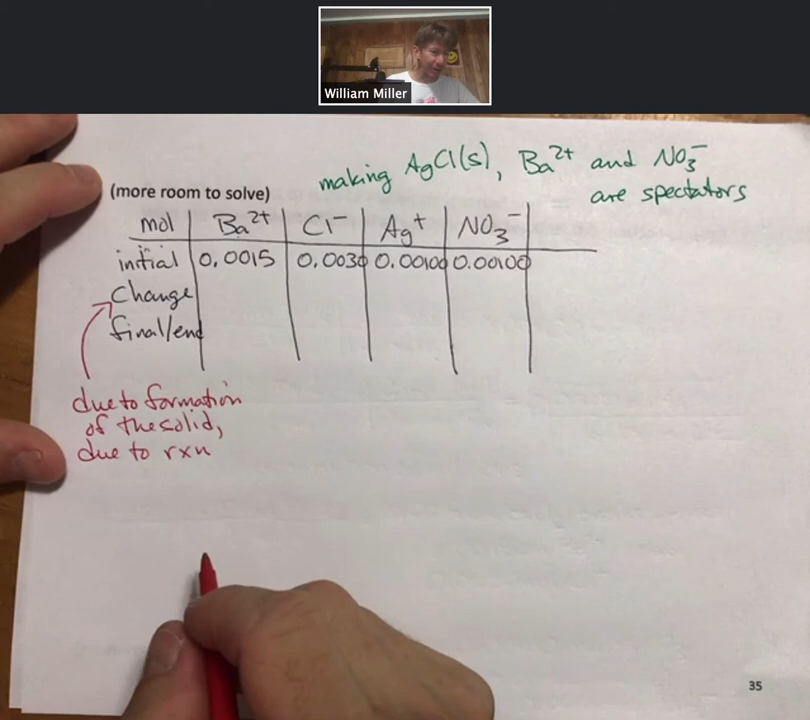 William Miller
making AgCl(s), Ba²⁺ and NO₃⁻
are spectators
(more room to solve)
mol Ba²⁺ Cl⁻ Ag⁺ NO₃⁻
initial 0.0015 0.0030 0.00100 0.00100
Change
final/end
due to formation
of the solid,
due to rxn
35